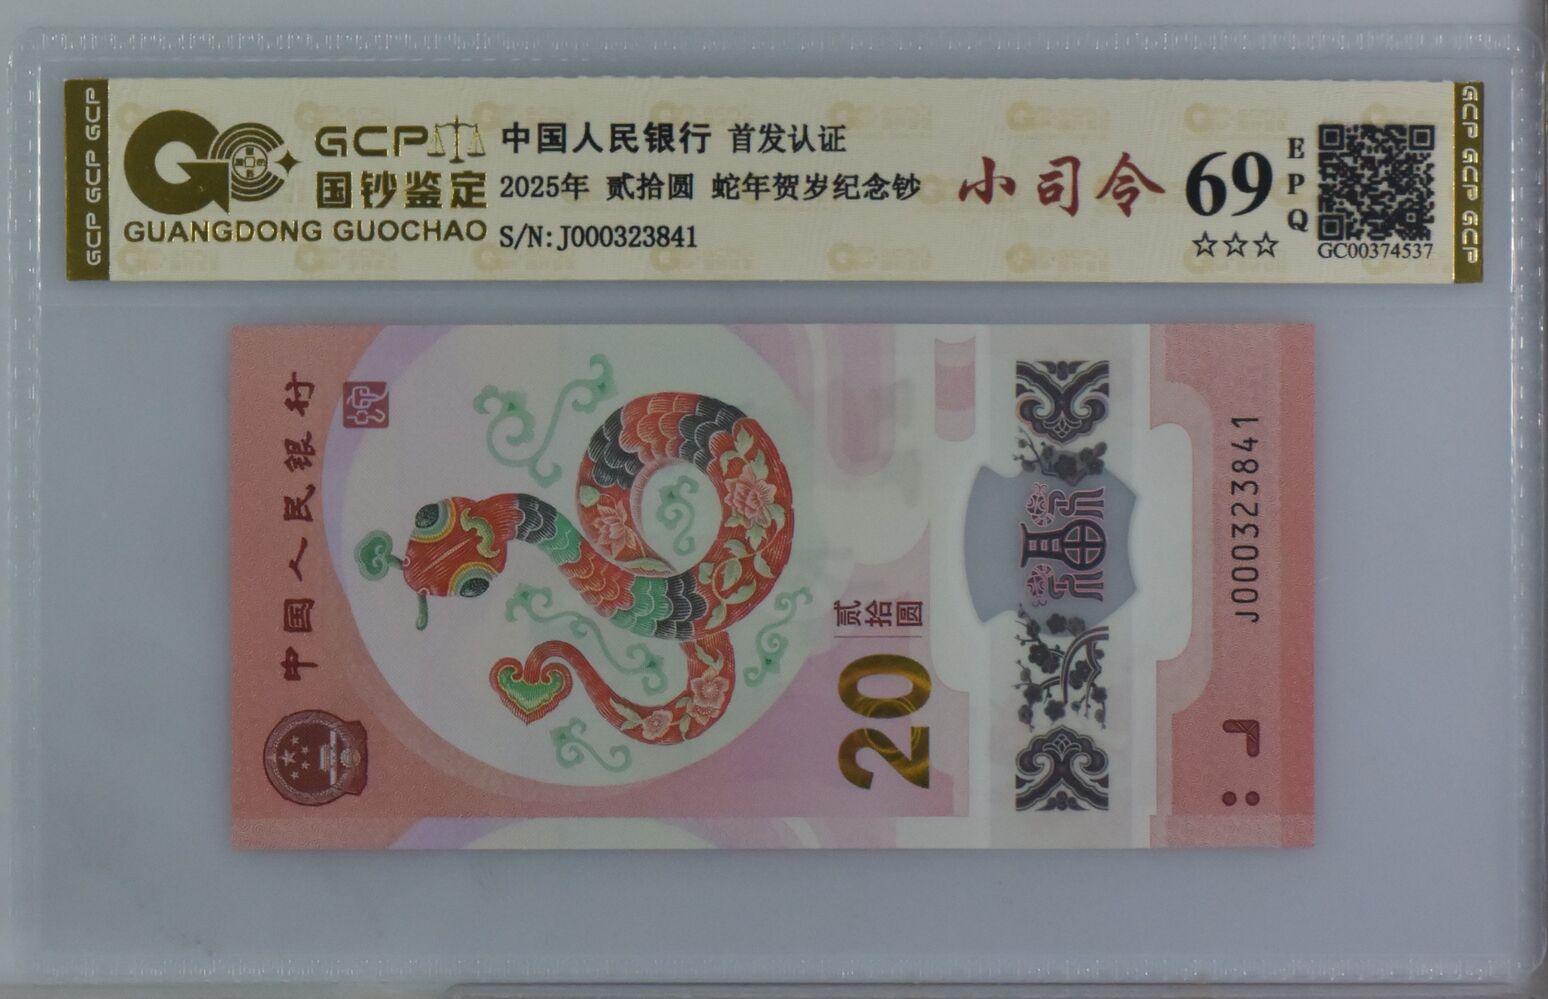 GCP GCP GCP
GCP
国钞鉴定
GUANGDONG GUOCHAO
中国人民银行 首发认证
2025年 贰拾圆 蛇年贺岁纪念钞
S/N:J000323841
小司令
69
EPQ
☆☆☆
GC00374537
GCP GCP GCP
中国人民银行
贰拾圆
20
福
J000323841